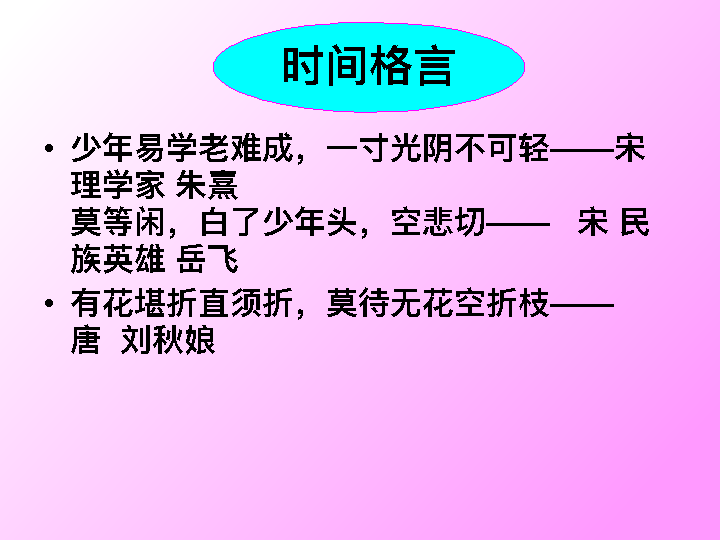 时间格言
• 少年易学老难成，一寸光阴不可轻——宋
理学家 朱熹
莫等闲，白了少年头，空悲切—— 宋 民
族英雄 岳飞
• 有花堪折直须折，莫待无花空折枝——
唐 刘秋娘